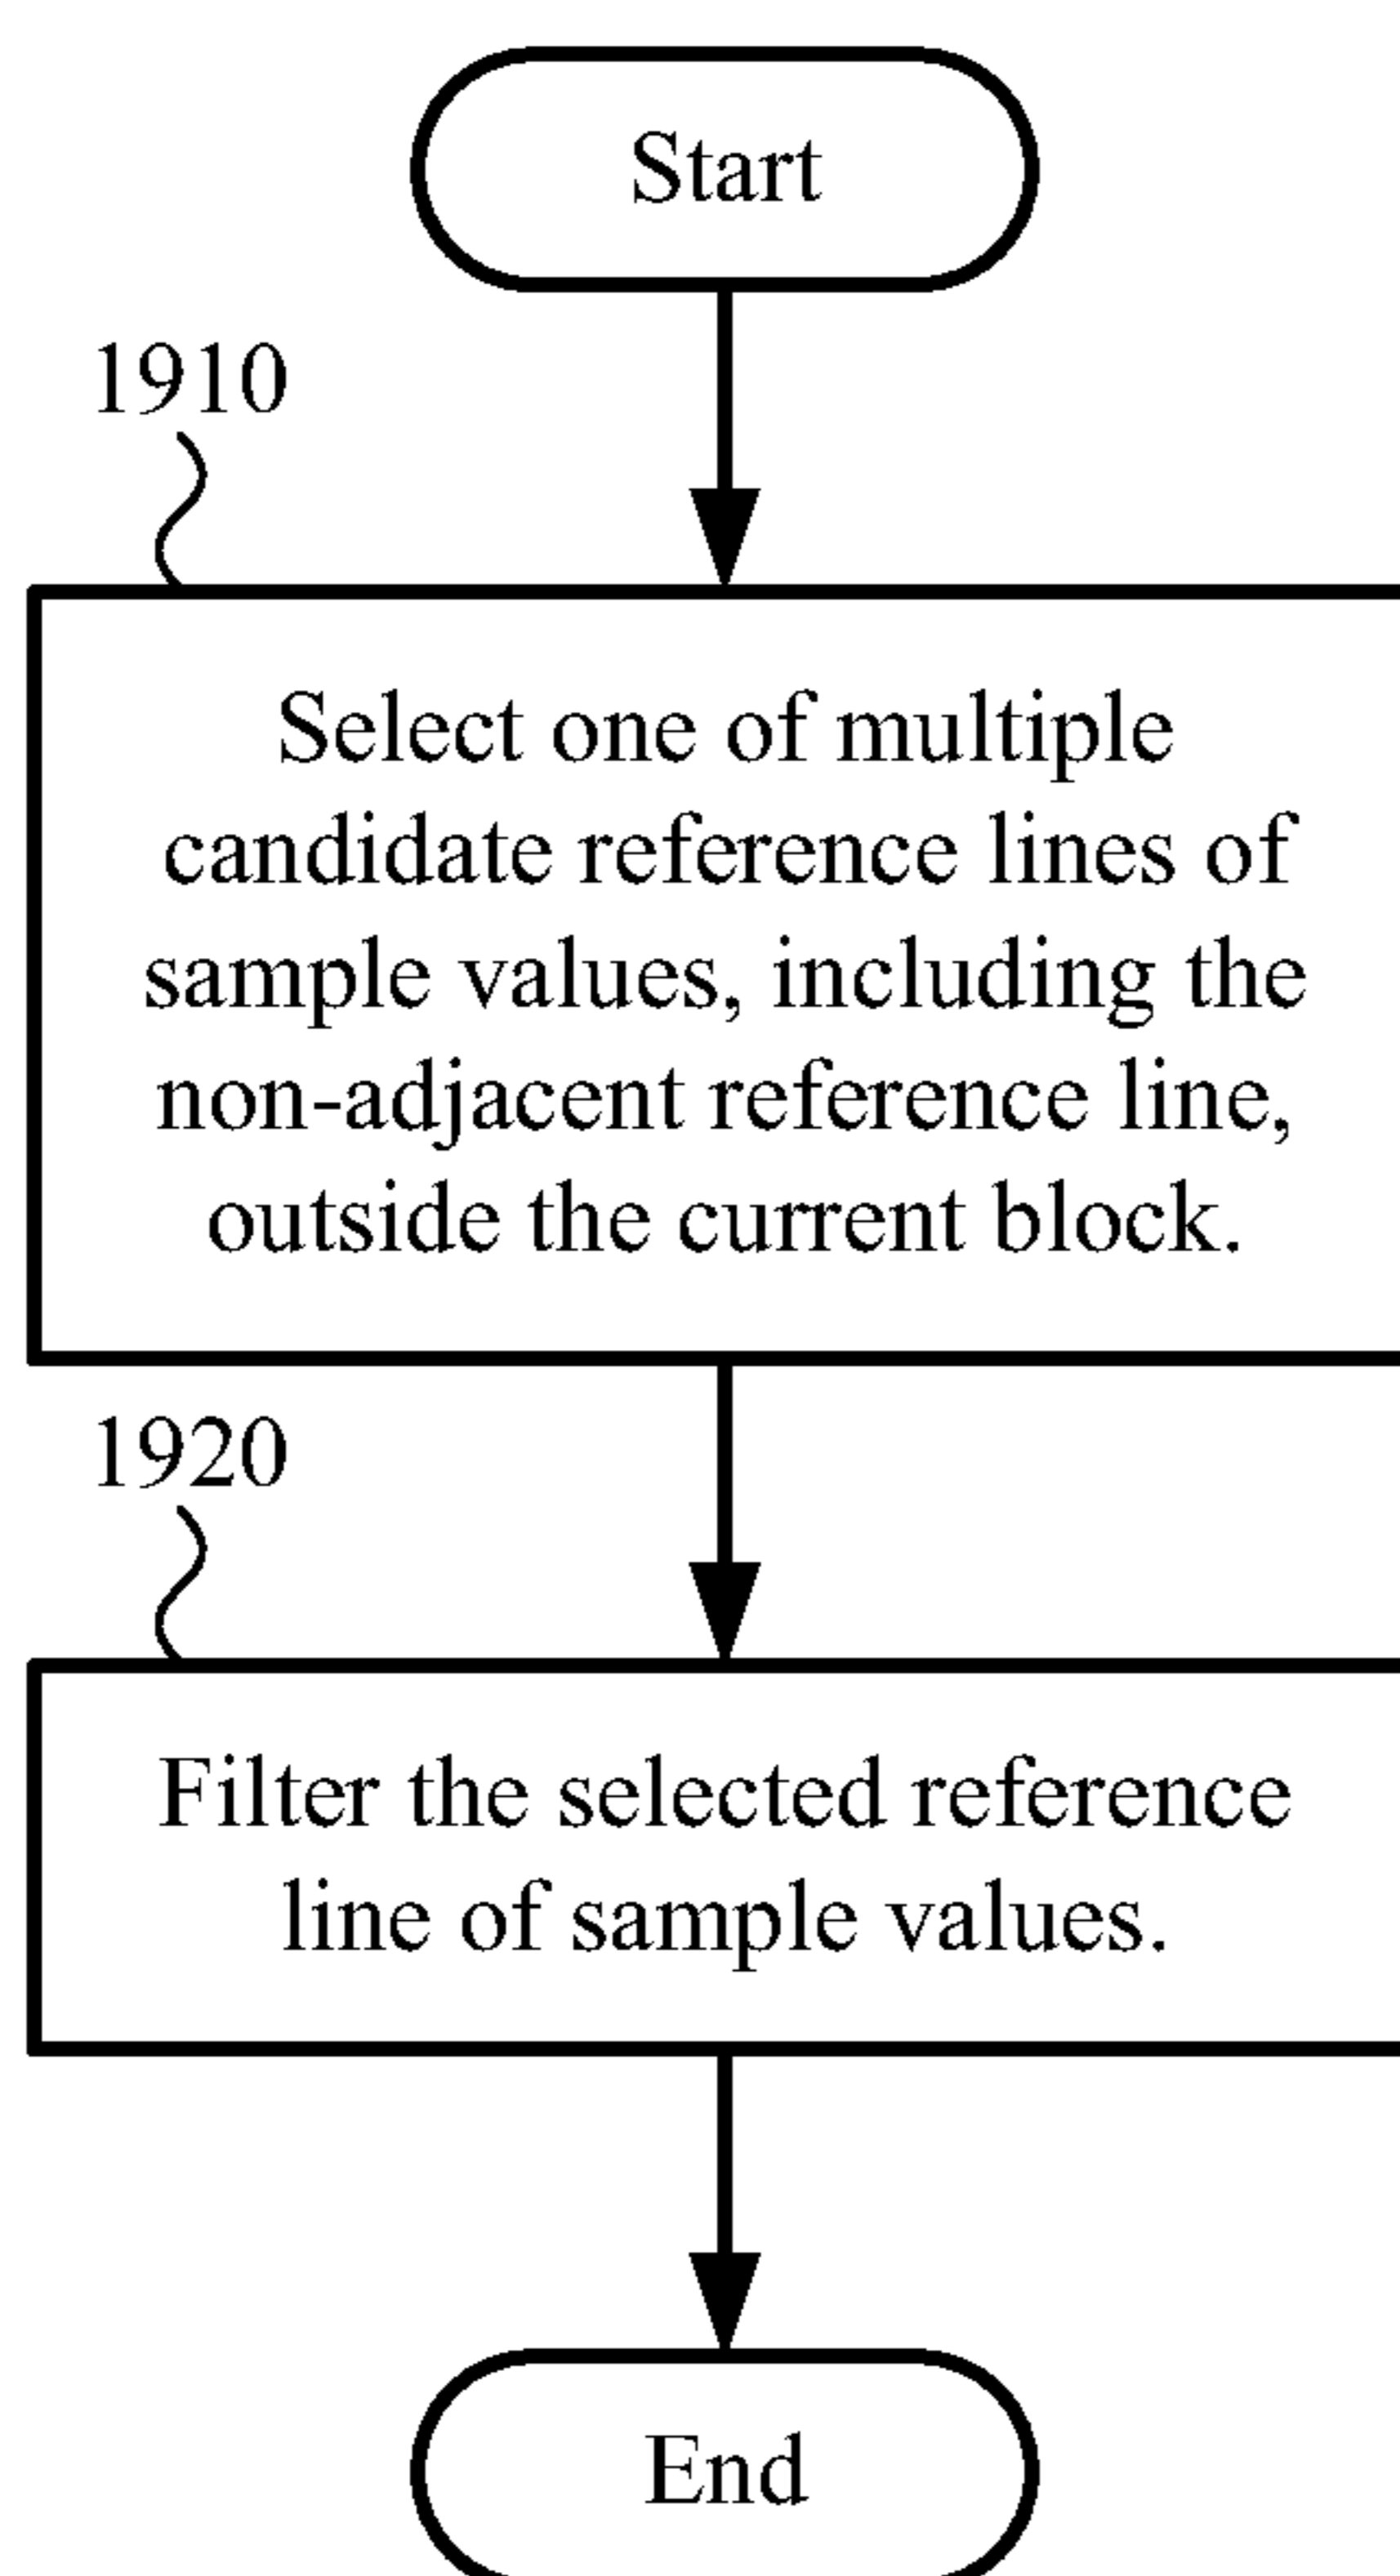 Start
1910
Select one of multiple
candidate reference lines of
sample values, including the
non-adjacent reference line,
outside the current block.
1920
Filter the selected reference
line of sample values.
End